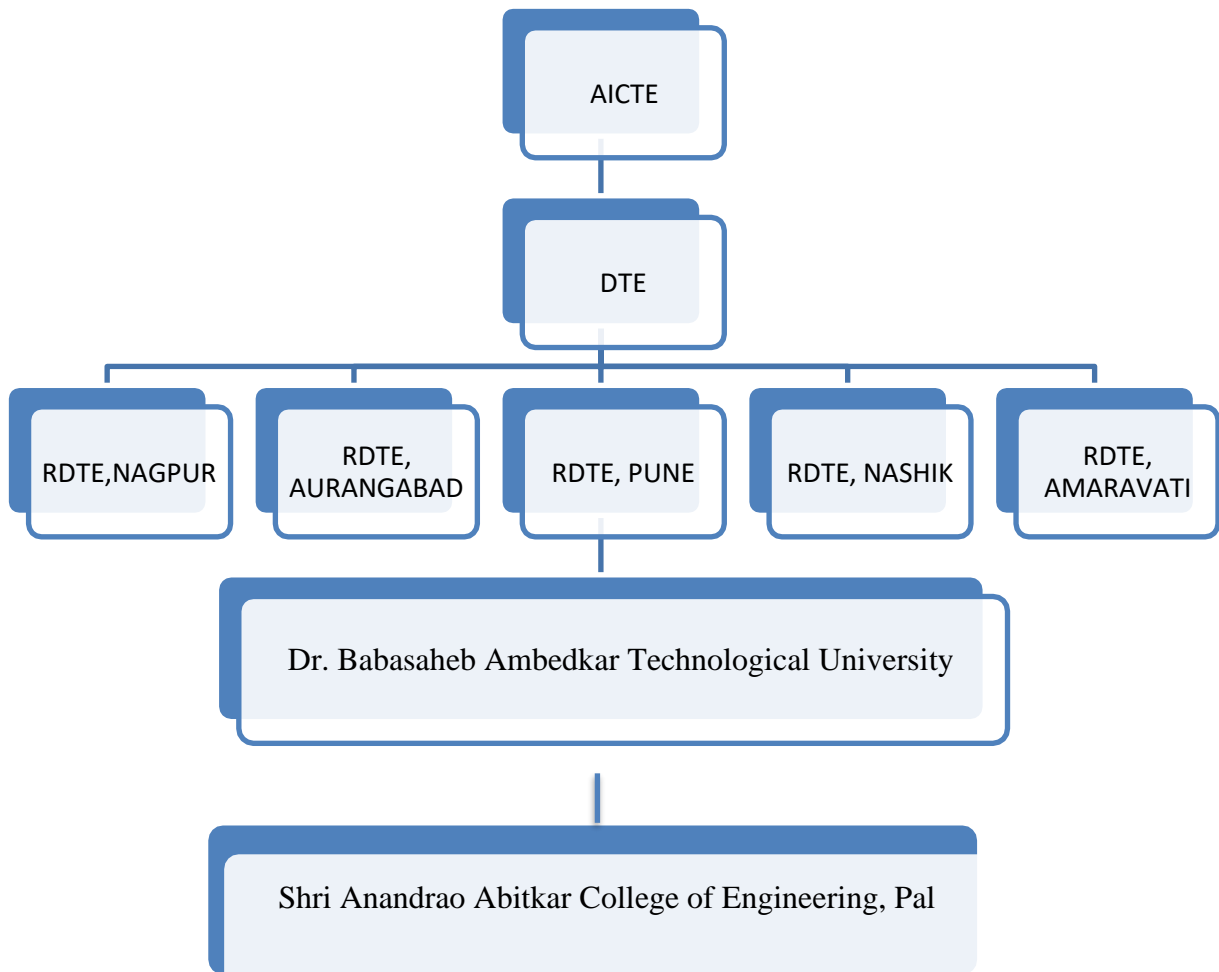 AICTE
DTE
RDTE,NAGPUR
RDTE,
AURANGABAD
RDTE, PUNE
RDTE, NASHIK
RDTE,
AMARAVATI
Dr. Babasaheb Ambedkar Technological University
Shri Anandrao Abitkar College of Engineering, Pal